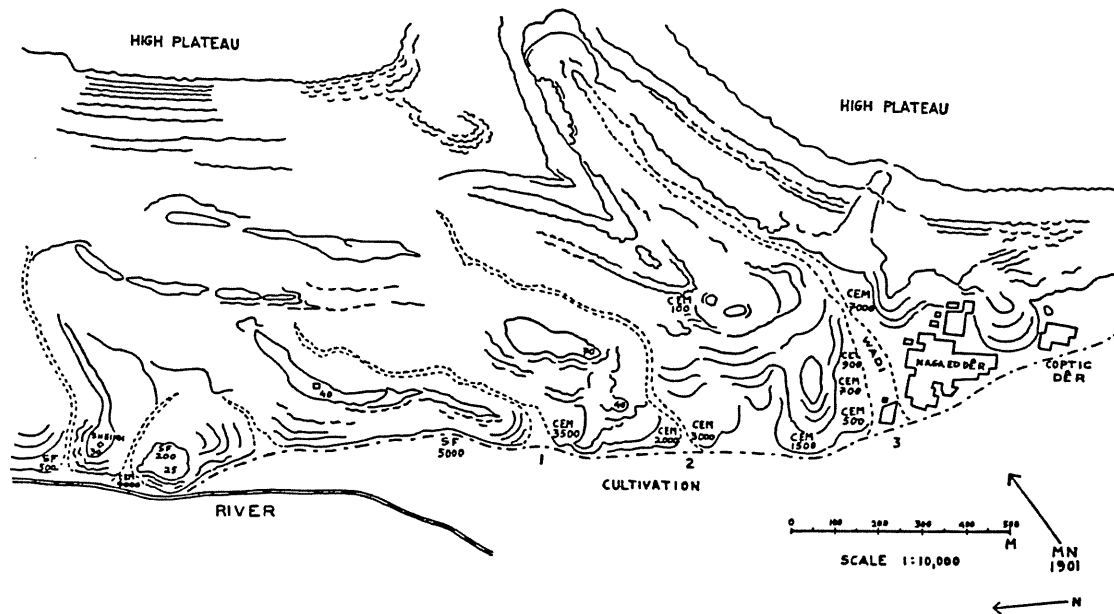 HIGH PLATEAU
HIGH PLATEAU
CEM
100
CEM
7000
WADI
CEM
900
CEM
700
CEM
500
CEM
1500
NAGA ED DÊR
COPTIC
DÊR
40
40
SHEIKH
SF
200
25
SF
500
SF
5000
CEM
3500
CEM
2000
CEM
3000
1
2
3
CULTIVATION
RIVER
0 100 200 300 400 500
M
SCALE 1:10,000
MN
1901
N